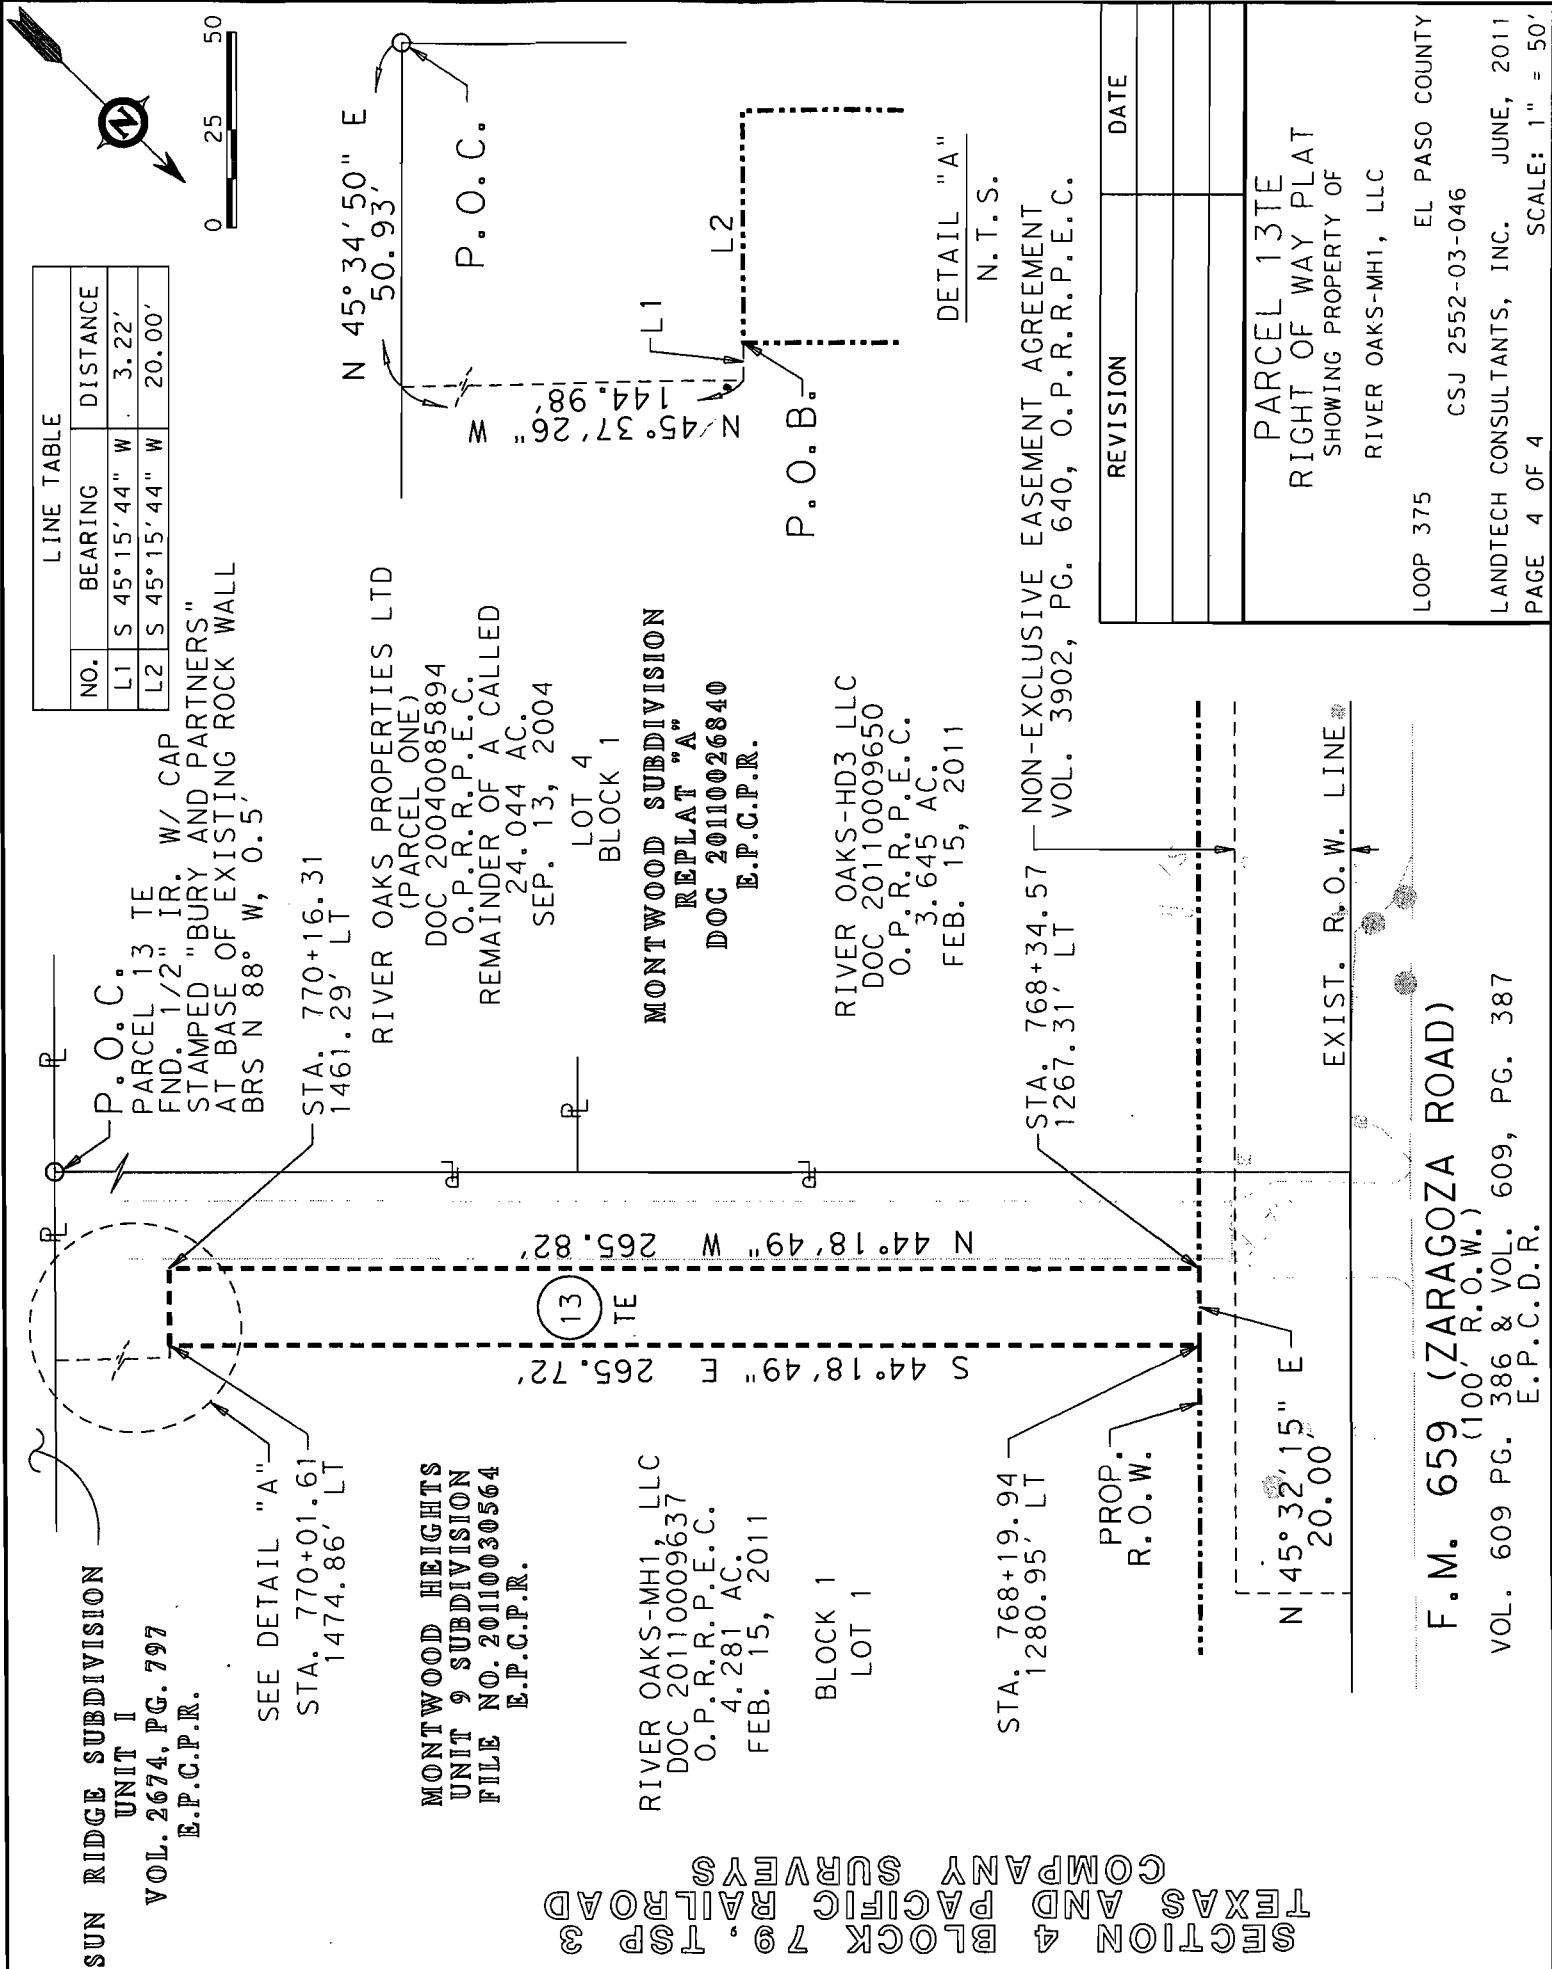 SUN RIDGE SUBDIVISION
UNIT I
VOL. 2674, PG. 797
E.P.C.P.R.
SEE DETAIL "A"
STA. 770+01.61
1474.86' LT
MONTWOOD HEIGHTS
UNIT 9 SUBDIVISION
FILE NO. 20110030564
E.P.C.P.R.
RIVER OAKS-MH1, LLC
DOC 20110009637
O.P.R.R.P.E.C.
4.281 AC.
FEB. 15, 2011
BLOCK 1
LOT 1
STA. 768+19.94
1280.95' LT
PROP.
R.O.W.
N 45°32'15" E
20.00'
SECTION 4 BLOCK 79, TSP 3
TEXAS AND PACIFIC RAILROAD
COMPANY SURVEYS
P.O.C.
PARCEL 13 TE
FND. 1/2" IR. W/ CAP
STAMPED "BURY AND PARTNERS"
AT BASE OF EXISTING ROCK WALL
BRS N 88° W, 0.5'
PL
PL
PL
PL
PL
STA. 770+16.31
1461.29' LT
N 44°18'49" W 265.82'
13
TE
S 44°18'49" E 265.72'
RIVER OAKS PROPERTIES LTD
(PARCEL ONE)
DOC 20040085894
O.P.R.R.P.E.C.
REMAINDER OF A CALLED
24.044 AC.
SEP. 13, 2004
LOT 4
BLOCK 1
MONTWOOD SUBDIVISION
REPLAT "A"
DOC 20110026840
E.P.C.P.R.
RIVER OAKS-HD3 LLC
DOC 20110009650
O.P.R.R.P.E.C.
3.645 AC.
FEB. 15, 2011
STA. 768+34.57
1267.31' LT
NON-EXCLUSIVE EASEMENT AGREEMENT
VOL. 3902, PG. 640, O.P.R.R.P.E.C.
EXIST. R.O.W. LINE
F.M. 659 (ZARAGOZA ROAD)
(100' R.O.W.)
VOL. 609 PG. 386 & VOL. 609, PG. 387
E.P.C.D.R.
LINE TABLE
NO. BEARING DISTANCE
L1 S 45°15'44" W 3.22'
L2 S 45°15'44" W 20.00'
N
0 25 50
N 45°34'50" E
50.93'
P.O.C.
N 45°37'26" W
144.98'
L1
L2
P.O.B.
DETAIL "A"
N.T.S.
REVISION DATE
PARCEL 13TE
RIGHT OF WAY PLAT
SHOWING PROPERTY OF
RIVER OAKS-MH1, LLC
LOOP 375 EL PASO COUNTY
CSJ 2552-03-046
LANDTECH CONSULTANTS, INC. JUNE, 2011
PAGE 4 OF 4 SCALE: 1" = 50'